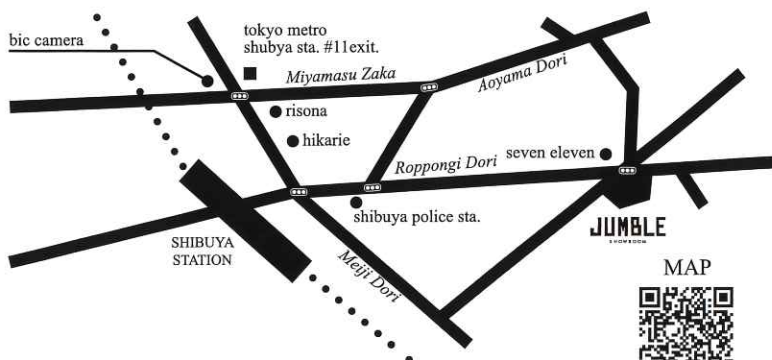 bic camera
tokyo metro
shubya sta. #11exit.
Miyamasu Zaka
Aoyama Dori
risona
hikarie
Roppongi Dori
seven eleven
shibuya police sta.
SHIBUYA
STATION
Meiji Dori
JUMBLE
SHOWROOM
MAP